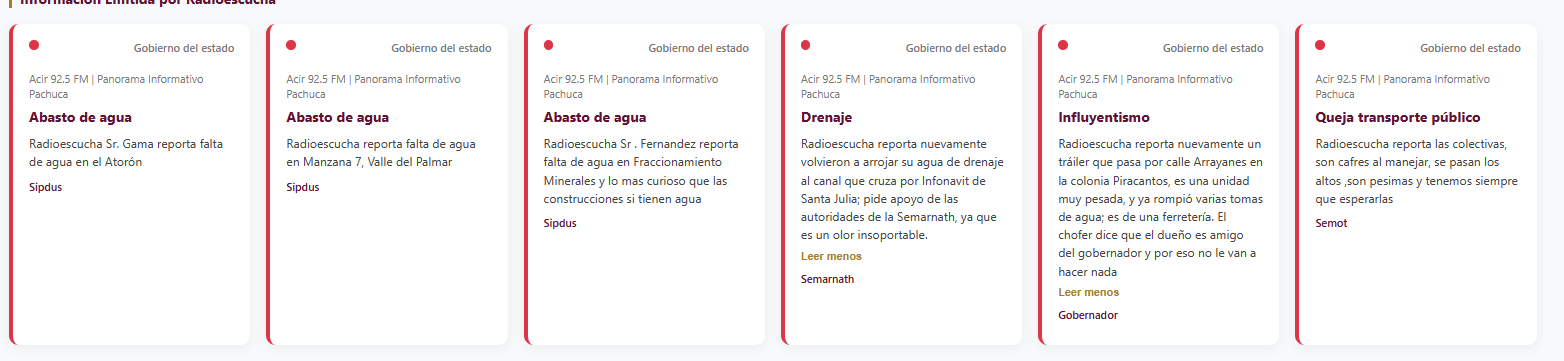 Información Emitida por Radioescucha
Gobierno del estado
Acir 92.5 FM | Panorama Informativo
Pachuca
Abasto de agua
Radioescucha Sr. Gama reporta falta
de agua en el Atorón
Sipdus
Gobierno del estado
Acir 92.5 FM | Panorama Informativo
Pachuca
Abasto de agua
Radioescucha reporta falta de agua
en Manzana 7, Valle del Palmar
Sipdus
Gobierno del estado
Acir 92.5 FM | Panorama Informativo
Pachuca
Abasto de agua
Radioescucha Sr . Fernandez reporta
falta de agua en Fraccionamiento
Minerales y lo mas curioso que las
construcciones si tienen agua
Sipdus
Gobierno del estado
Acir 92.5 FM | Panorama Informativo
Pachuca
Drenaje
Radioescucha reporta nuevamente
volvieron a arrojar su agua de drenaje
al canal que cruza por Infonavit de
Santa Julia; pide apoyo de las
autoridades de la Semarnath, ya que
es un olor insoportable.
Leer menos
Semarnath
Gobierno del estado
Acir 92.5 FM | Panorama Informativo
Pachuca
Influyentismo
Radioescucha reporta nuevamente un
tráiler que pasa por calle Arrayanes en
la colonia Piracantos, es una unidad
muy pesada, y ya rompió varias tomas
de agua; es de una ferretería. El
chofer dice que el dueño es amigo
del gobernador y por eso no le van a
hacer nada
Leer menos
Gobernador
Gobierno del estado
Acir 92.5 FM | Panorama Informativo
Pachuca
Queja transporte público
Radioescucha reporta las colectivas,
son cafres al manejar, se pasan los
altos ,son pesimas y tenemos siempre
que esperarlas
Semot